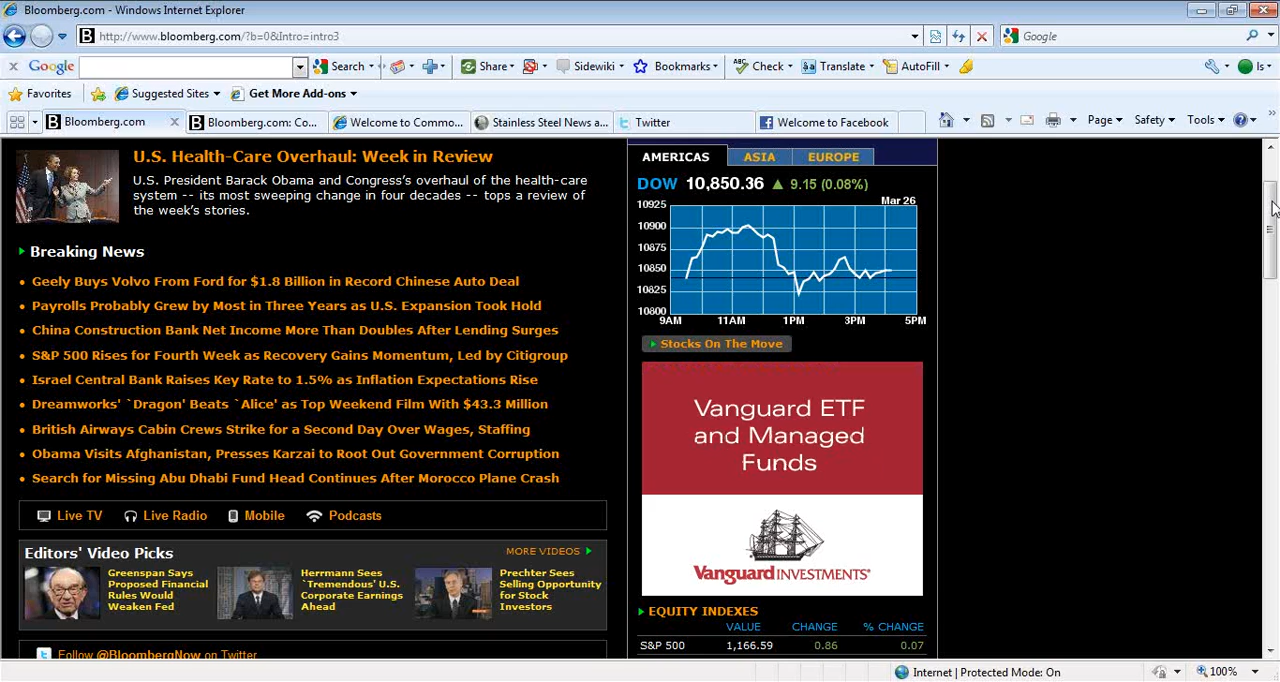 Bloomberg.com - Windows Internet Explorer
http://www.bloomberg.com/?b=0&Intro=intro3
Google
Google
Search
Share
Sidewiki
Bookmarks
Check
Translate
AutoFill
Is
Favorites
Suggested Sites
Get More Add-ons
Bloomberg.com
Bloomberg.com: Co...
Welcome to Commo...
Stainless Steel News a...
Twitter
Welcome to Facebook
Page
Safety
Tools
U.S. Health-Care Overhaul: Week in Review
U.S. President Barack Obama and Congress's overhaul of the health-care
system -- its most sweeping change in four decades -- tops a review of
the week's stories.
Breaking News
Geely Buys Volvo From Ford for $1.8 Billion in Record Chinese Auto Deal
Payrolls Probably Grew by Most in Three Years as U.S. Expansion Took Hold
China Construction Bank Net Income More Than Doubles After Lending Surges
S&P 500 Rises for Fourth Week as Recovery Gains Momentum, Led by Citigroup
Israel Central Bank Raises Key Rate to 1.5% as Inflation Expectations Rise
Dreamworks' `Dragon' Beats `Alice' as Top Weekend Film With $43.3 Million
British Airways Cabin Crews Strike for a Second Day Over Wages, Staffing
Obama Visits Afghanistan, Presses Karzai to Root Out Government Corruption
Search for Missing Abu Dhabi Fund Head Continues After Morocco Plane Crash
Live TV
Live Radio
Mobile
Podcasts
Editors' Video Picks
MORE VIDEOS
Greenspan Says
Proposed Financial
Rules Would
Weaken Fed
Herrmann Sees
`Tremendous' U.S.
Corporate Earnings
Ahead
Prechter Sees
Selling Opportunity
for Stock
Investors
Follow @BloombergNow on Twitter
AMERICAS
ASIA
EUROPE
DOW 10,850.36 9.15 (0.08%)
Mar 26
10925
10900
10875
10850
10825
10800
9AM 11AM 1PM 3PM 5PM
Stocks On The Move
Vanguard ETF
and Managed
Funds
Vanguard INVESTMENTS®
EQUITY INDEXES
VALUE CHANGE % CHANGE
S&P 500 1,166.59 0.86 0.07
Internet | Protected Mode: On
100%